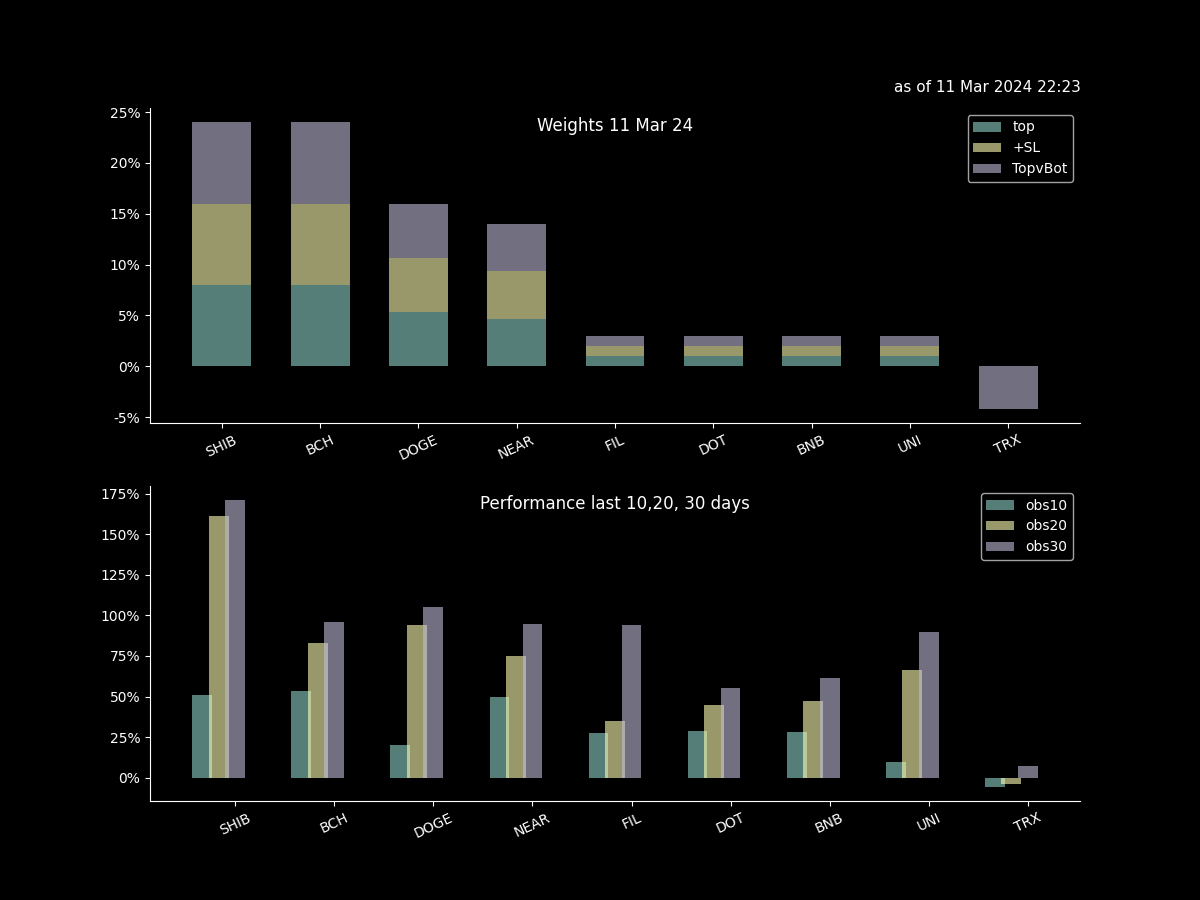 as of 11 Mar 2024 22:23
Weights 11 Mar 24
top
+SL
TopvBot
25%
20%
15%
10%
5%
0%
-5%
SHIB BCH DOGE NEAR FIL DOT BNB UNI TRX
Performance last 10,20, 30 days
obs10
obs20
obs30
175%
150%
125%
100%
75%
50%
25%
0%
SHIB BCH DOGE NEAR FIL DOT BNB UNI TRX